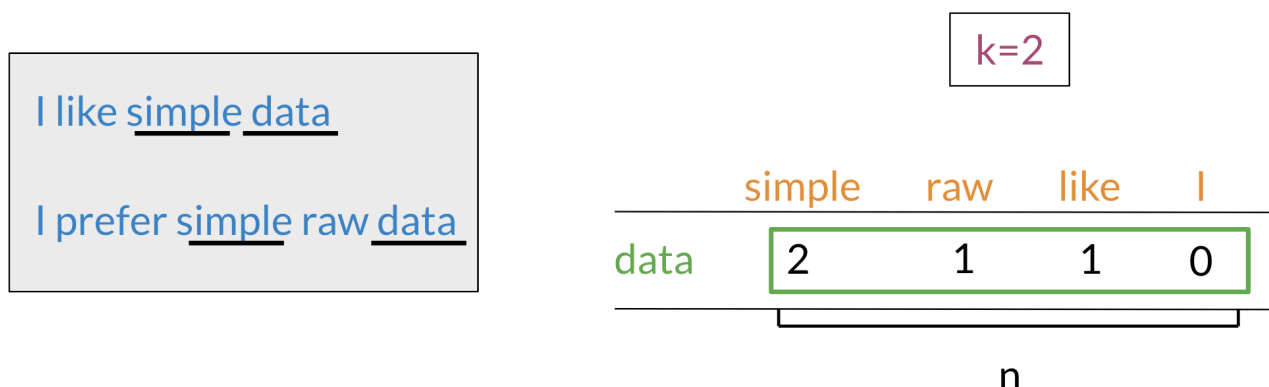 I like simple data
I prefer simple raw data
k=2
simple raw like I
data 2 1 1 0
n